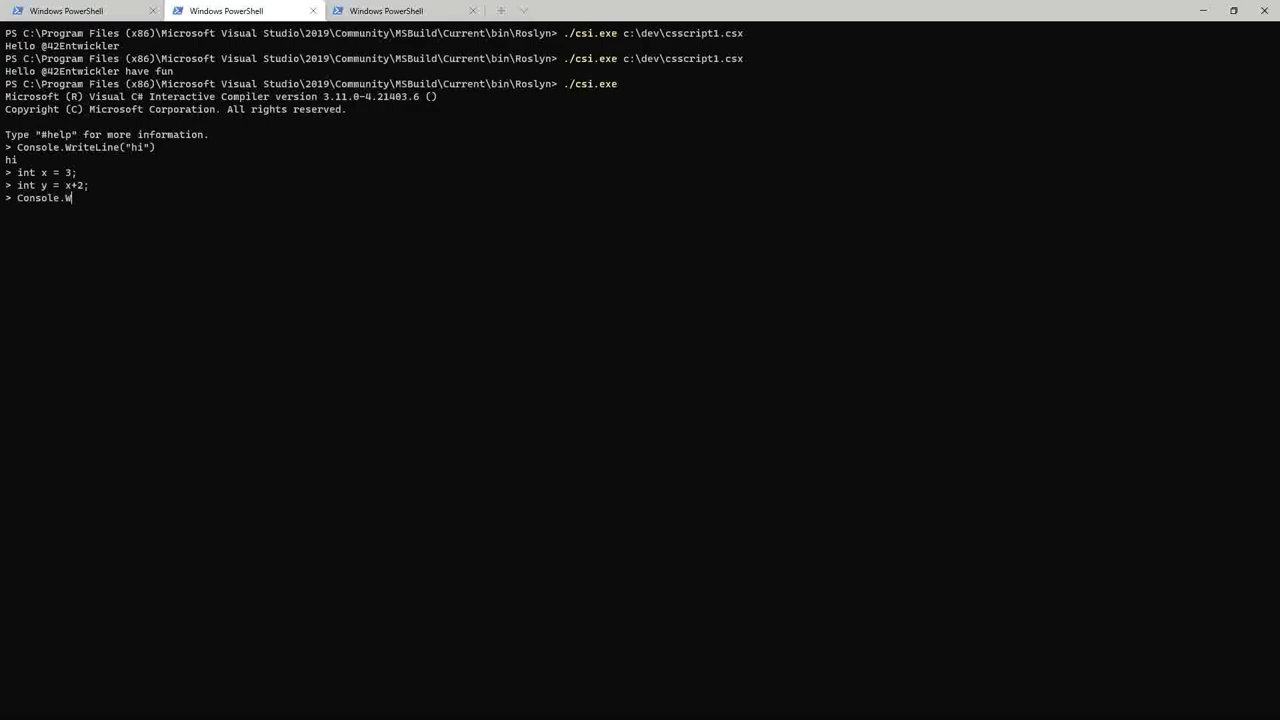 Windows PowerShell
Windows PowerShell
Windows PowerShell
PS C:\Program Files (x86)\Microsoft Visual Studio\2019\Community\MSBuild\Current\bin\Roslyn> ./csi.exe c:\dev\csscript1.csx
Hello @42Entwickler
PS C:\Program Files (x86)\Microsoft Visual Studio\2019\Community\MSBuild\Current\bin\Roslyn> ./csi.exe c:\dev\csscript1.csx
Hello @42Entwickler have fun
PS C:\Program Files (x86)\Microsoft Visual Studio\2019\Community\MSBuild\Current\bin\Roslyn> ./csi.exe
Microsoft (R) Visual C# Interactive Compiler version 3.11.0-4.21403.6 ()
Copyright (C) Microsoft Corporation. All rights reserved.
Type "#help" for more information.
> Console.WriteLine("hi")
hi
> int x = 3;
> int y = x+2;
> Console.W